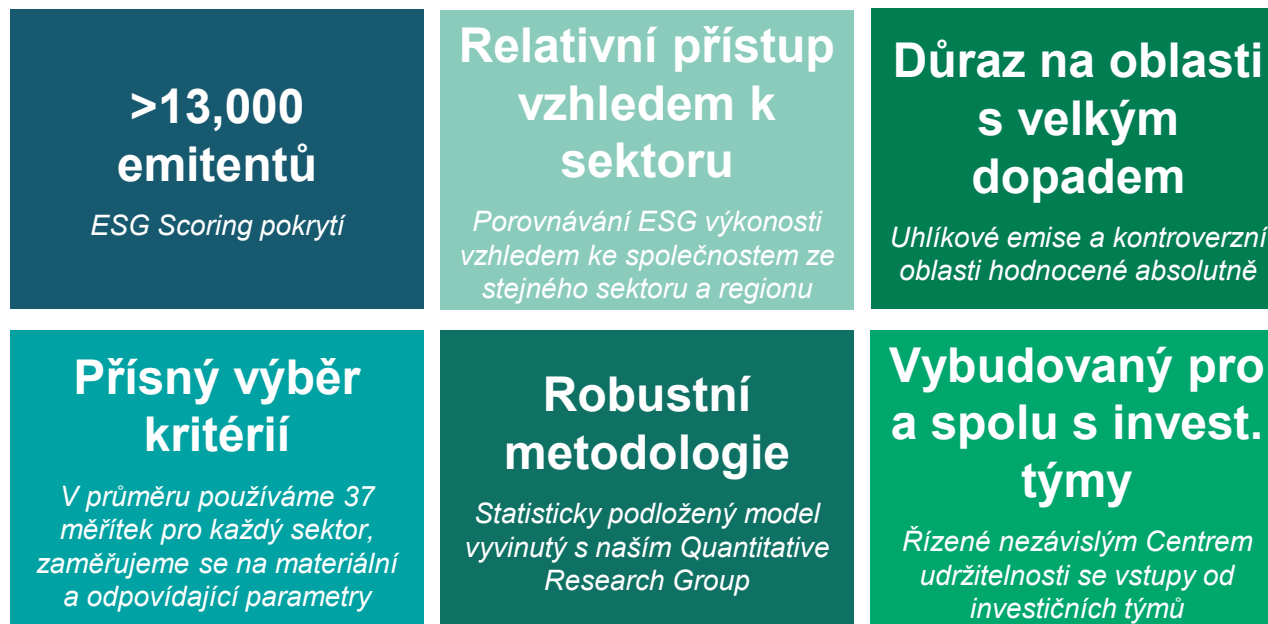 >13,000
emitentů
ESG Scoring pokrytí
Relativní přístup
vzhledem k
sektoru
Porovnávání ESG výkonosti
vzhledem ke společnostem ze
stejného sektoru a regionu
Důraz na oblasti
s velkým
dopadem
Uhlíkové emise a kontroverzní
oblasti hodnocené absolutně
Přísný výběr
kritérií
V průměru používáme 37
měřítek pro každý sektor,
zaměřujeme se na materiální
a odpovídající parametry
Robustní
metodologie
Statisticky podložený model
vyvinutý s naším Quantitative
Research Group
Vybudovaný pro
a spolu s invest.
týmy
Řízené nezávislým Centrem
udržitelnosti se vstupy od
investičních týmů